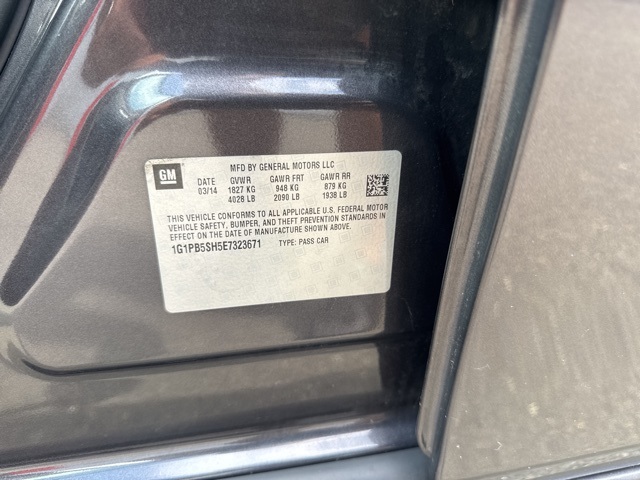 GM
MFD BY GENERAL MOTORS LLC
DATE GVWR GAWR FRT GAWR RR
03/14 1827 KG 948 KG 879 KG
4028 LB 2090 LB 1938 LB
THIS VEHICLE CONFORMS TO ALL APPLICABLE U.S. FEDERAL MOTOR
VEHICLE SAFETY, BUMPER, AND THEFT PREVENTION STANDARDS IN
EFFECT ON THE DATE OF MANUFACTURE SHOWN ABOVE.
1G1PB5SH5E7323671 TYPE: PASS CAR